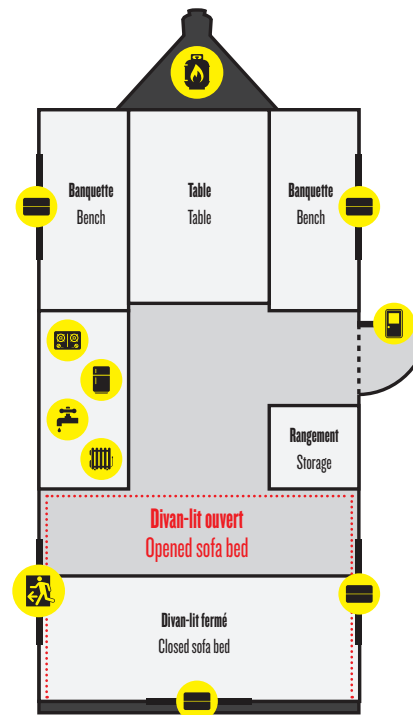 Banquette
Bench
Table
Table
Banquette
Bench
Rangement
Storage
Divan-lit ouvert
Opened sofa bed
Divan-lit fermé
Closed sofa bed